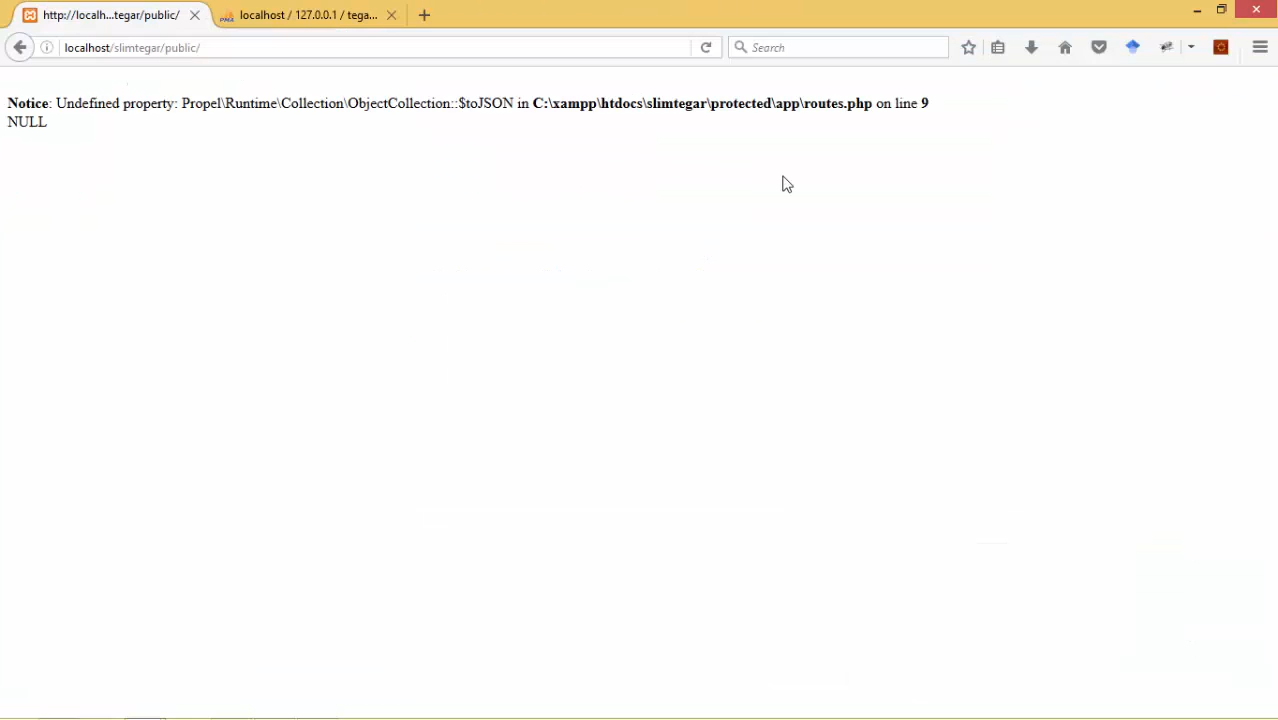 http://localh...tegar/public/
localhost / 127.0.0.1 / tega...
localhost/slimtegar/public/
Search
Notice: Undefined property: Propel\Runtime\Collection\ObjectCollection::$toJSON in C:\xampp\htdocs\slimtegar\protected\app\routes.php on line 9
NULL